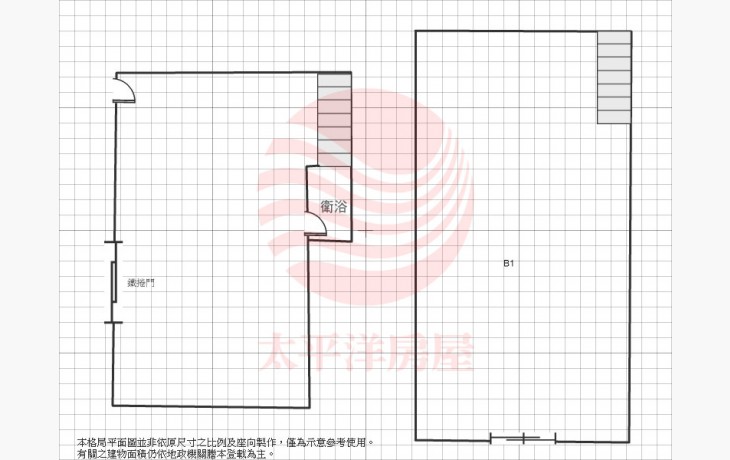 衛浴
鐵捲門
B1
太平洋房屋
本格局平面圖並非依原尺寸之比例及座向製作，僅為示意參考使用。
有關之建物面積仍依地政機關謄本登載為主。